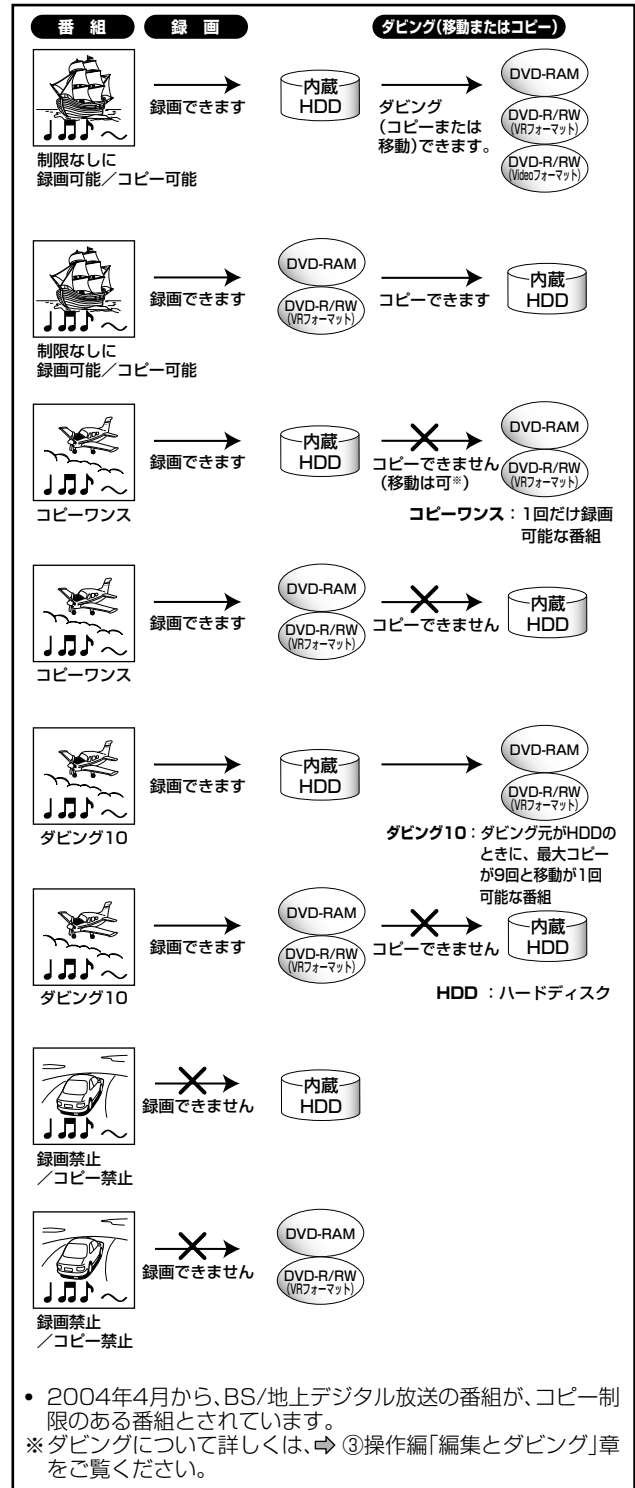 番 組 録 画 ダビング(移動またはコピー)
録画できます
内蔵
HDD
ダビング
(コピーまたは
移動)できます。
DVD-RAM
DVD-R/RW
(VRフォーマット)
DVD-R/RW
(Videoフォーマット)
制限なしに
録画可能／コピー可能
録画できます
DVD-RAM
DVD-R/RW
(VRフォーマット)
コピーできます
内蔵
HDD
制限なしに
録画可能／コピー可能
録画できます
内蔵
HDD
コピーできません
(移動は可※)
DVD-RAM
DVD-R/RW
(VRフォーマット)
コピーワンス
コピーワンス：1回だけ録画
可能な番組
録画できます
DVD-RAM
DVD-R/RW
(VRフォーマット)
コピーできません
内蔵
HDD
コピーワンス
録画できます
内蔵
HDD
DVD-RAM
DVD-R/RW
(VRフォーマット)
ダビング10
ダビング10：ダビング元がHDDの
ときに、最大コピー
が9回と移動が1回
可能な番組
録画できます
DVD-RAM
DVD-R/RW
(VRフォーマット)
コピーできません
内蔵
HDD
ダビング10
HDD ：ハードディスク
録画できません
内蔵
HDD
録画禁止
／コピー禁止
録画できません
DVD-RAM
DVD-R/RW
(VRフォーマット)
録画禁止
／コピー禁止
• 2004年4月から、BS/地上デジタル放送の番組が、コピー制
限のある番組とされています。
※ダビングについて詳しくは、➡ ③操作編「編集とダビング」章
をご覧ください。